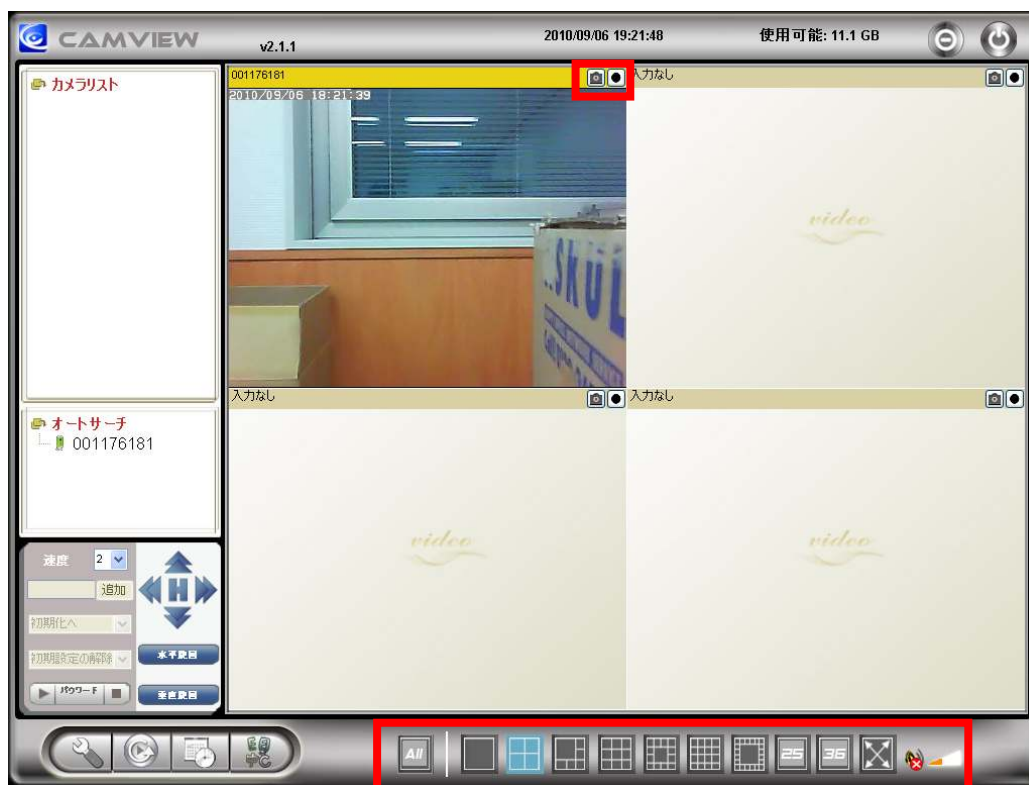 CAMVIEW
v2.1.1
2010/09/06 19:21:48
使用可能: 11.1 GB
カメラリスト
001176181
入力なし
2010/09/06 18:21:39
..SKUL
video
入力なし
入力なし
video
video
オートサーチ
001176181
速度 2
追加
初期化へ
初期設定の解除
水平旋回
パワード
垂直旋回
All
25
36